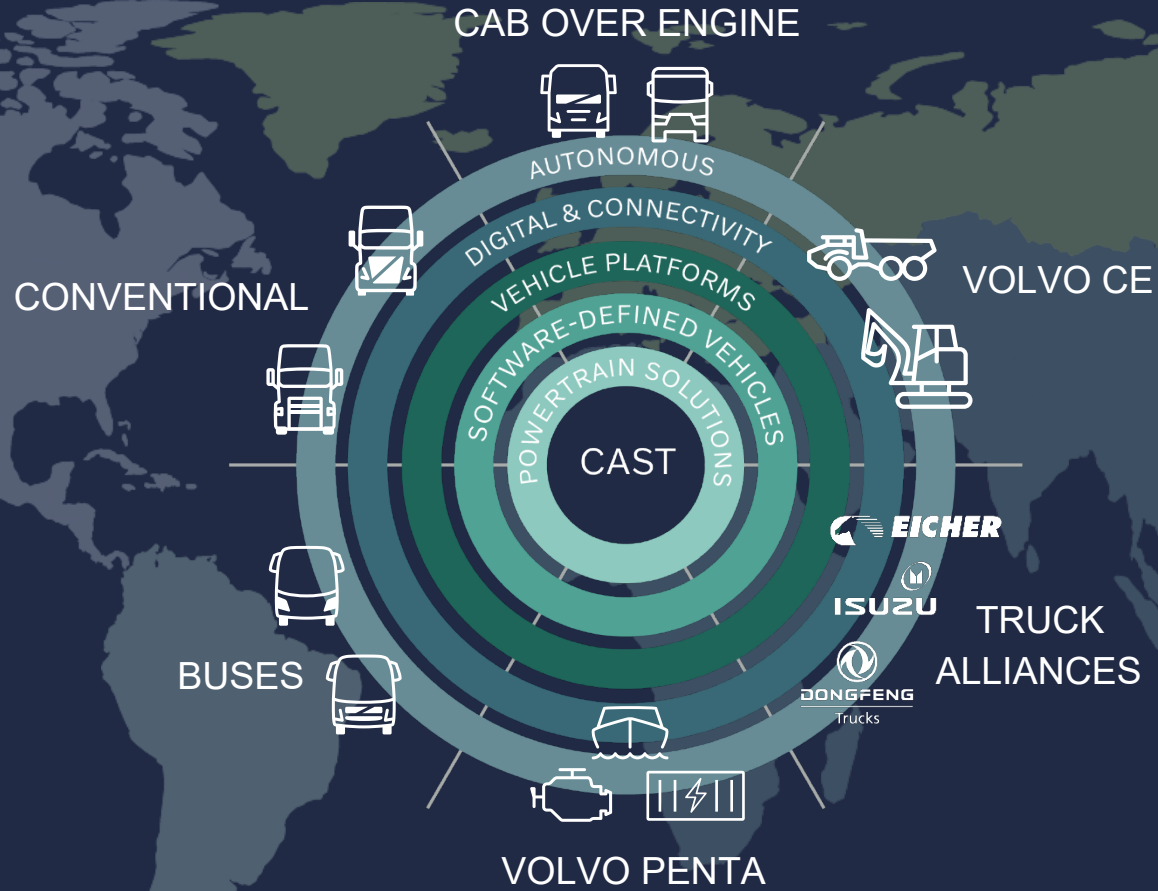 CAB OVER ENGINE
AUTONOMOUS
DIGITAL & CONNECTIVITY
VEHICLE PLATFORMS
SOFTWARE-DEFINED VEHICLES
POWERTRAIN SOLUTIONS
CAST
CONVENTIONAL
VOLVO CE
EICHER
ISUZU
TRUCK
ALLIANCES
BUSES
DONGFENG
Trucks
VOLVO PENTA